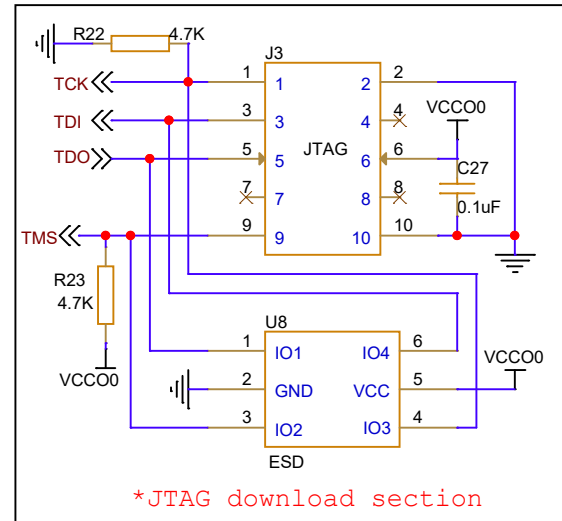 R22 4.7K
J3
TCK 1 1 2 2
VCCO0
TDI 3 3 4 4
TDO 5 5 JTAG 6 6
C27
7 7 8 8
0.1uF
TMS 9 9 10 10
R23
4.7K
U8
1 IO1 IO4 6
VCCO0
VCCO0
2 GND VCC 5
3 IO2 IO3 4
ESD
*JTAG download section